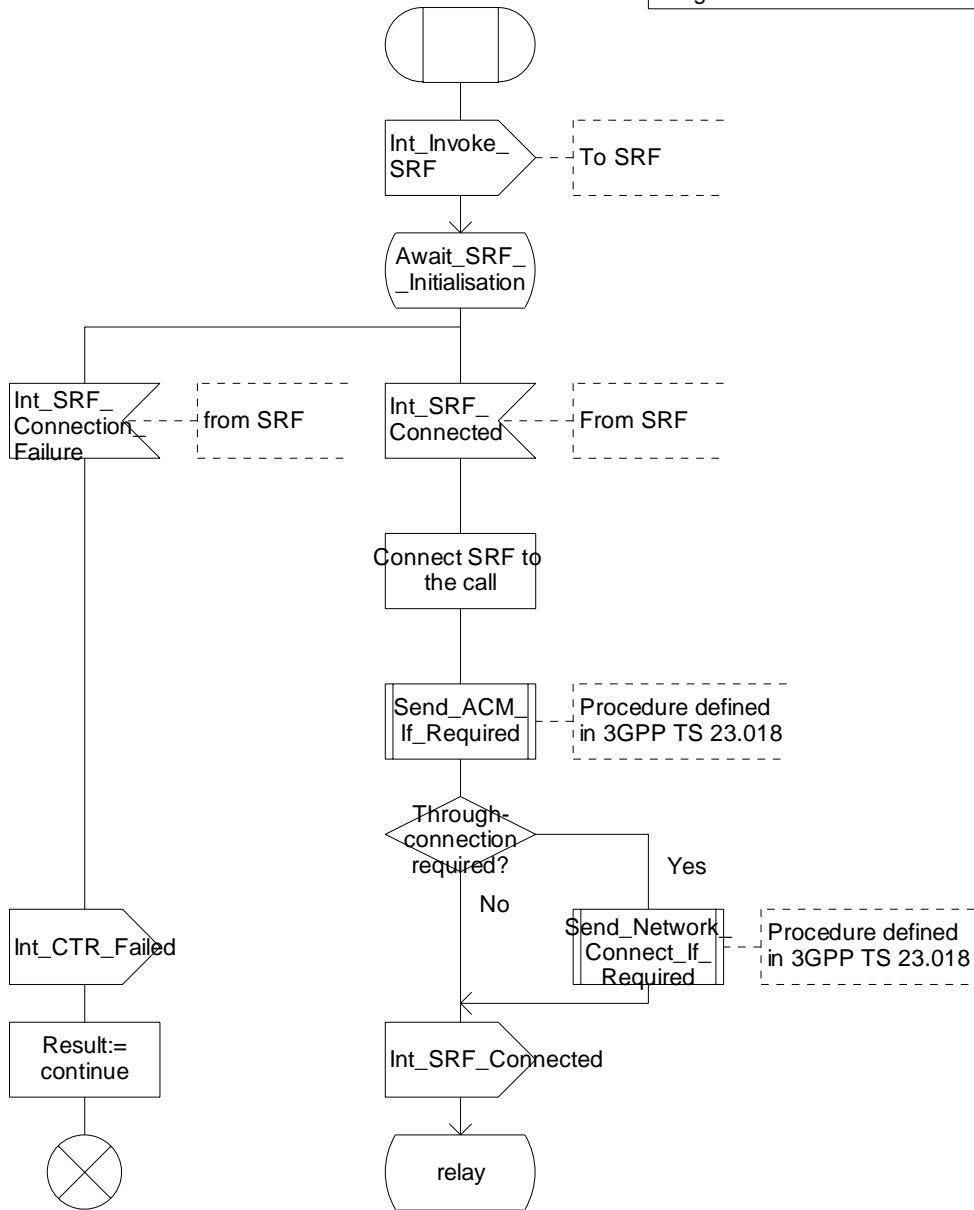 Int_Invoke_
SRF
To SRF
Await_SRF_
_Initialisation
Int_SRF_
Connection_
Failure
from SRF
Int_SRF_
Connected
From SRF
Connect SRF to
the call
Send_ACM_
If_Required
Procedure defined
in 3GPP TS 23.018
Through-
connection
required?
Yes
No
Int_CTR_Failed
Send_Network_
Connect_If_
Required
Procedure defined
in 3GPP TS 23.018
Result:=
continue
Int_SRF_Connected
relay